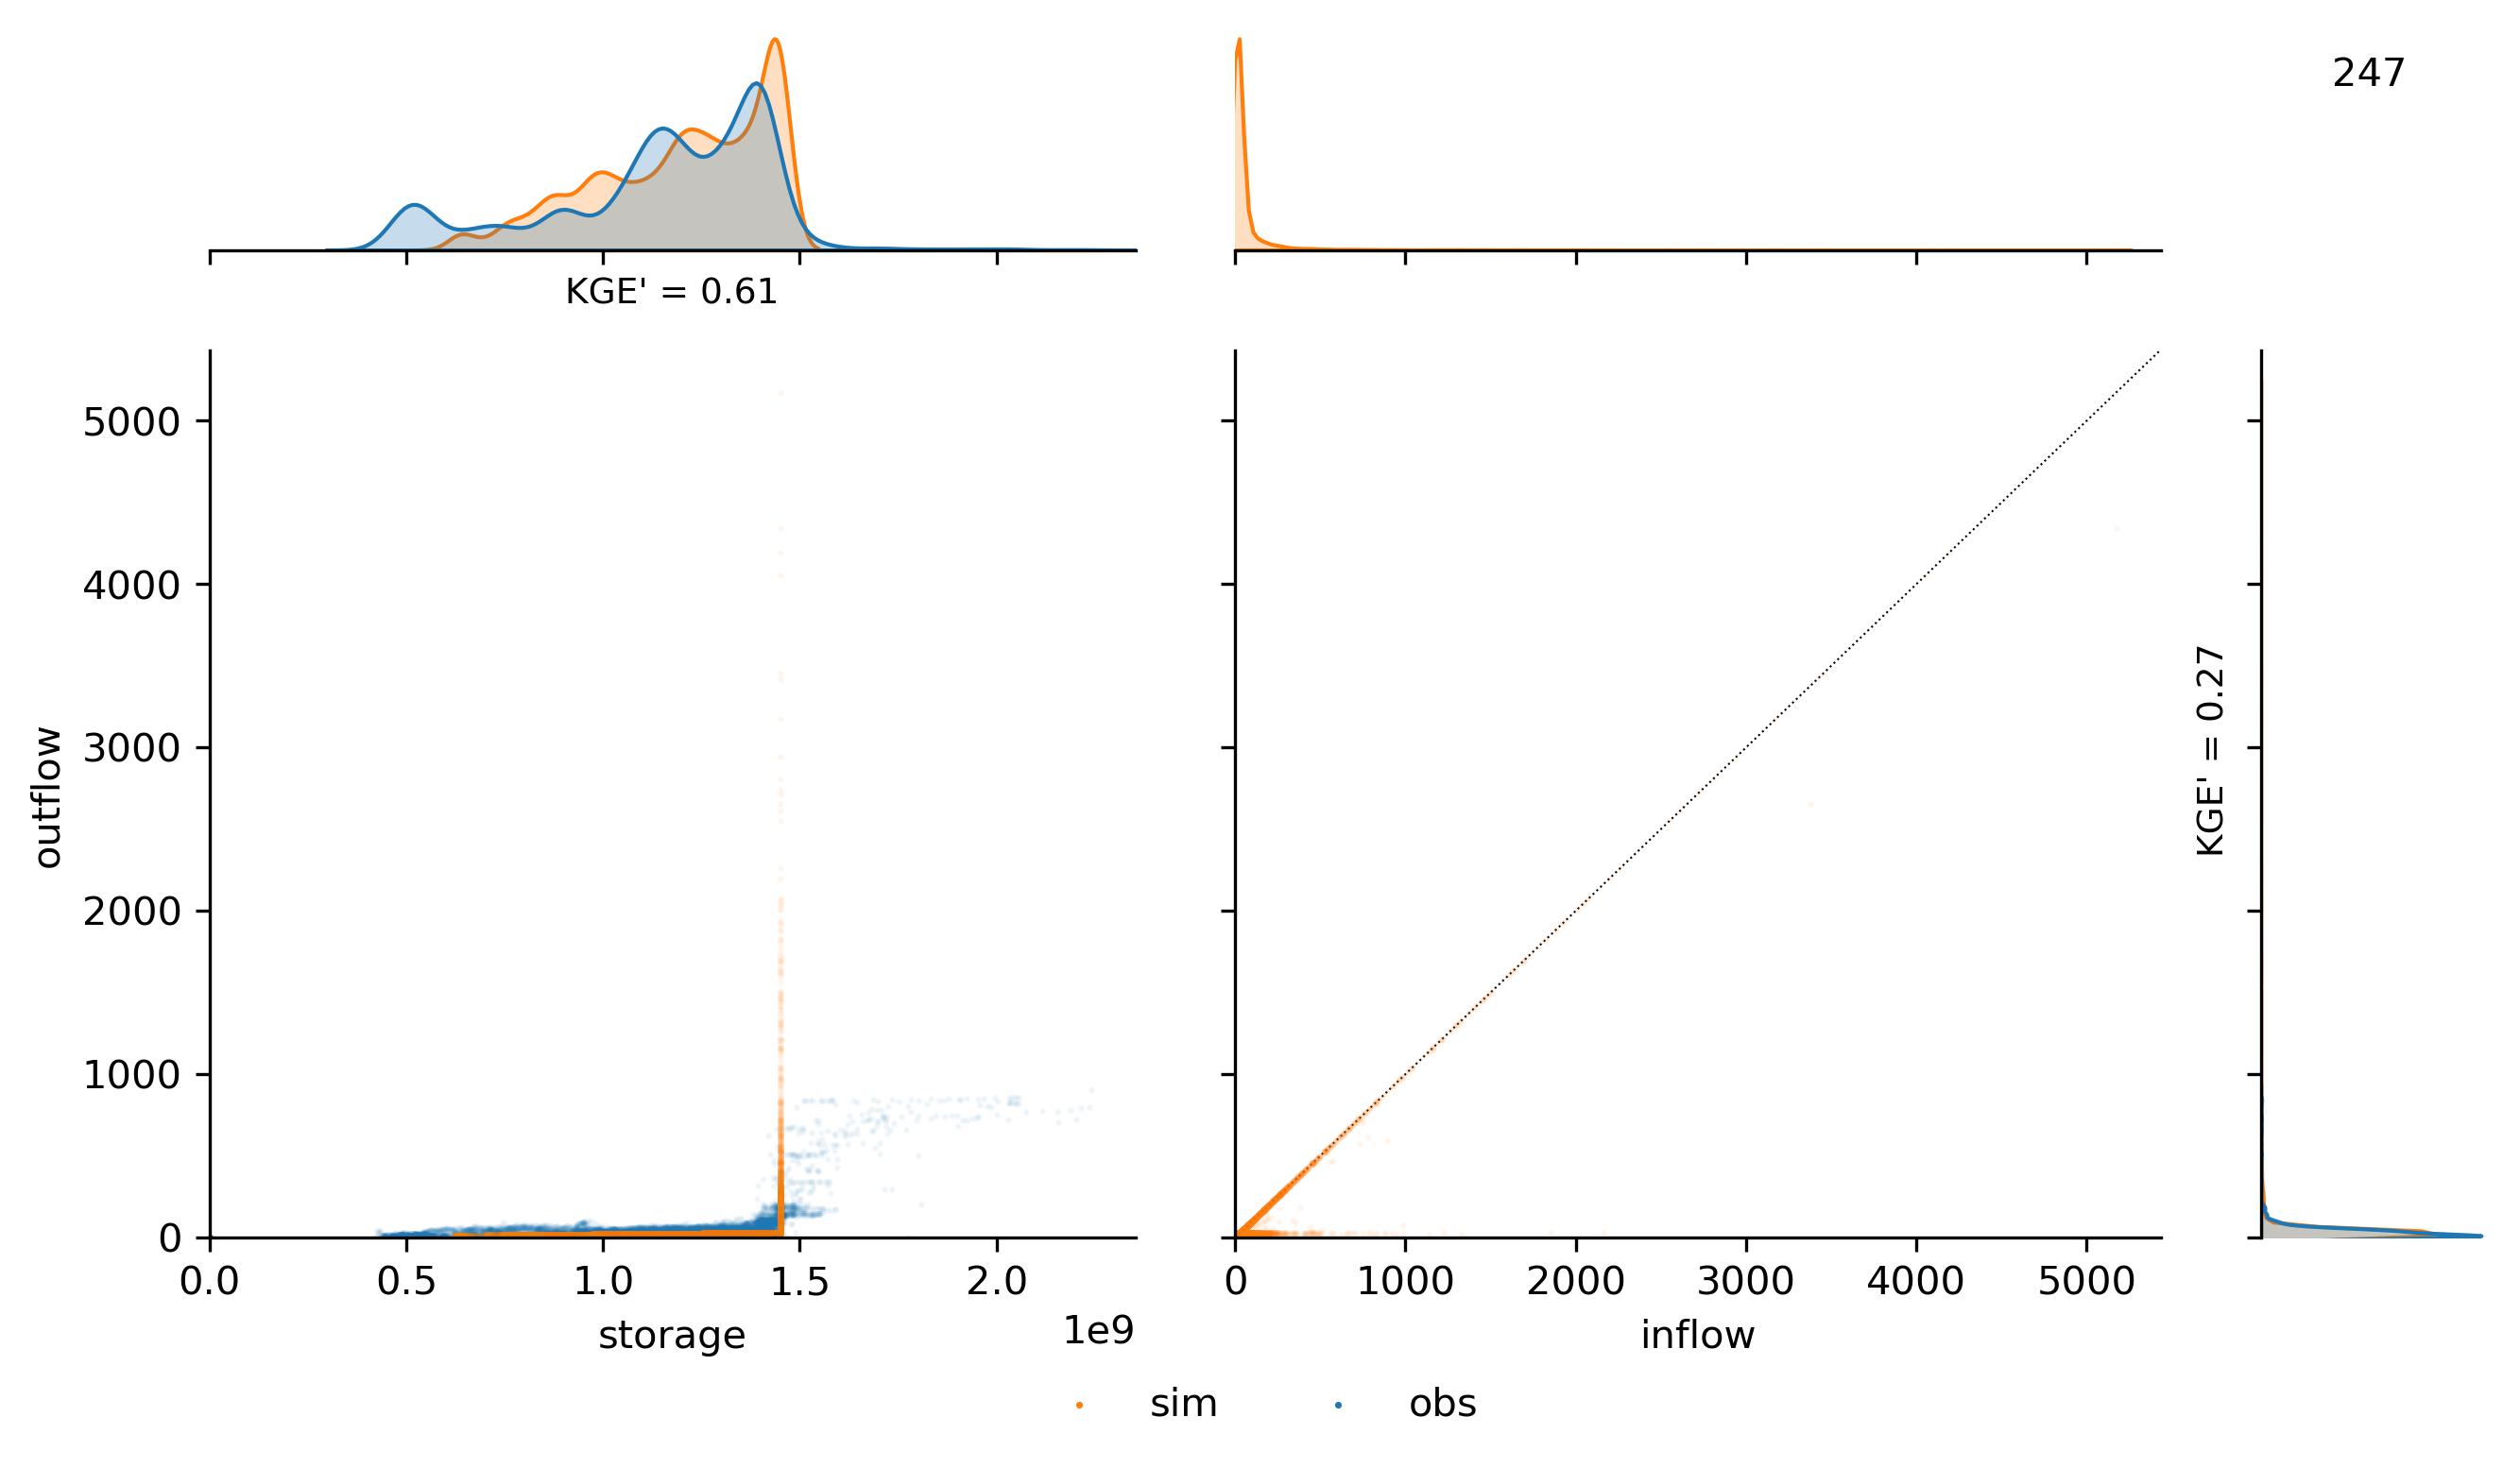 247
KGE' = 0.61
outflow
5000
4000
3000
2000
1000
0
KGE' = 0.27
0.0 0.5 1.0 1.5 2.0
0 1000 2000 3000 4000 5000
storage
1e9
inflow
sim obs